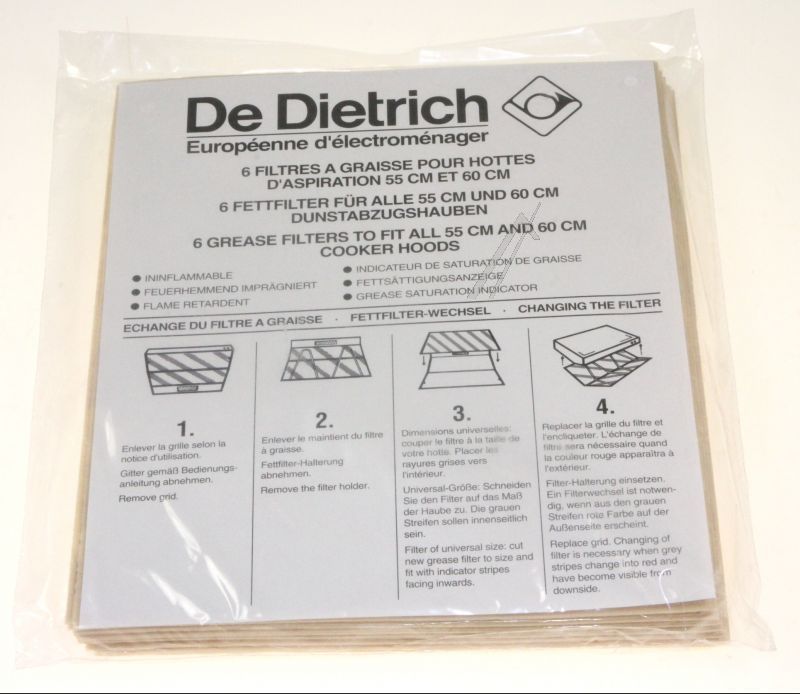 De Dietrich
Européenne d'électroménager
6 FILTRES A GRAISSE POUR HOTTES
D'ASPIRATION 55 CM ET 60 CM
6 FETTFILTER FÜR ALLE 55 CM UND 60 CM
DUNSTABZUGSHAUBEN
6 GREASE FILTERS TO FIT ALL 55 CM AND 60 CM
COOKER HOODS
● ININFLAMMABLE
● FEUERHEMMEND IMPRÄGNIERT
● FLAME RETARDENT
● INDICATEUR DE SATURATION DE GRAISSE
● FETTSÄTTIGUNGSANZEIGE
● GREASE SATURATION INDICATOR
ECHANGE DU FILTRE A GRAISSE · FETTFILTER-WECHSEL · CHANGING THE FILTER
1.
Enlever la grille selon la
notice d'utilisation.
Gitter gemäß Bedienungs-
anleitung abnehmen.
Remove grid.
2.
Enlever le maintient du filtre
à graisse.
Fettfilter-Halterung
abnehmen.
Remove the filter holder.
3.
Dimensions universelles:
couper le filtre à la taille de
votre hotte. Placer les
rayures grises vers
l'intérieur.
Universal-Größe: Schneiden
Sie den Filter auf das Maß
der Haube zu. Die grauen
Streifen sollen innenseitlich
sein.
Filter of universal size: cut
new grease filter to size and
fit with indicator stripes
facing inwards.
4.
Replacer la grille du filtre et
l'encliqueter. L'échange de
filtre sera nécessaire quand
la couleur rouge apparaîtra à
l'extérieur.
Filter-Halterung einsetzen.
Ein Filterwechsel ist notwen-
dig, wenn aus den grauen
Streifen rote Farbe auf der
Außenseite erscheint.
Replace grid. Changing of
filter is necessary when grey
stripes change into red and
have become visible from
downside.